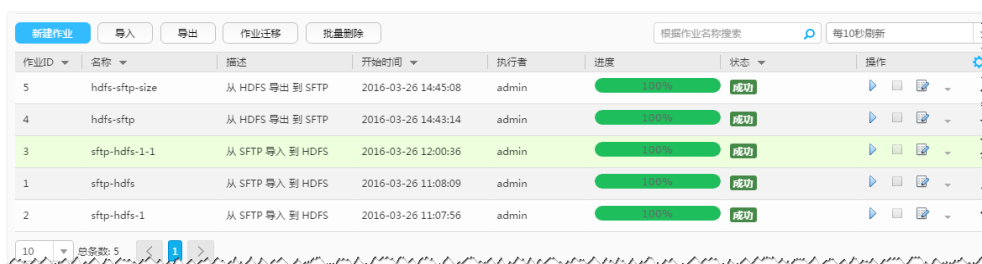 新建作业 导入 导出 作业迁移 批量删除 根据作业名称搜索 每10秒刷新
作业ID 名称 描述 开始时间 执行者 进度 状态 操作
5 hdfs-sftp-size 从 HDFS 导出 到 SFTP 2016-03-26 14:45:08 admin 100% 成功
4 hdfs-sftp 从 HDFS 导出 到 SFTP 2016-03-26 14:43:14 admin 100% 成功
3 sftp-hdfs-1-1 从 SFTP 导入 到 HDFS 2016-03-26 12:00:36 admin 100% 成功
1 sftp-hdfs 从 SFTP 导入 到 HDFS 2016-03-26 11:08:09 admin 100% 成功
2 sftp-hdfs-1 从 SFTP 导入 到 HDFS 2016-03-26 11:07:56 admin 100% 成功
10 总条数: 5 < 1 >